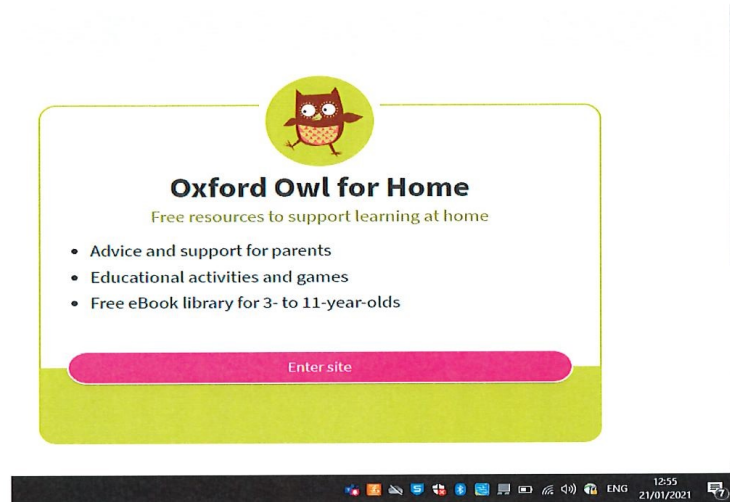 Oxford Owl for Home
Free resources to support learning at home
• Advice and support for parents
• Educational activities and games
• Free eBook library for 3- to 11-year-olds
Enter site
ENG
12:55
21/01/2021
7